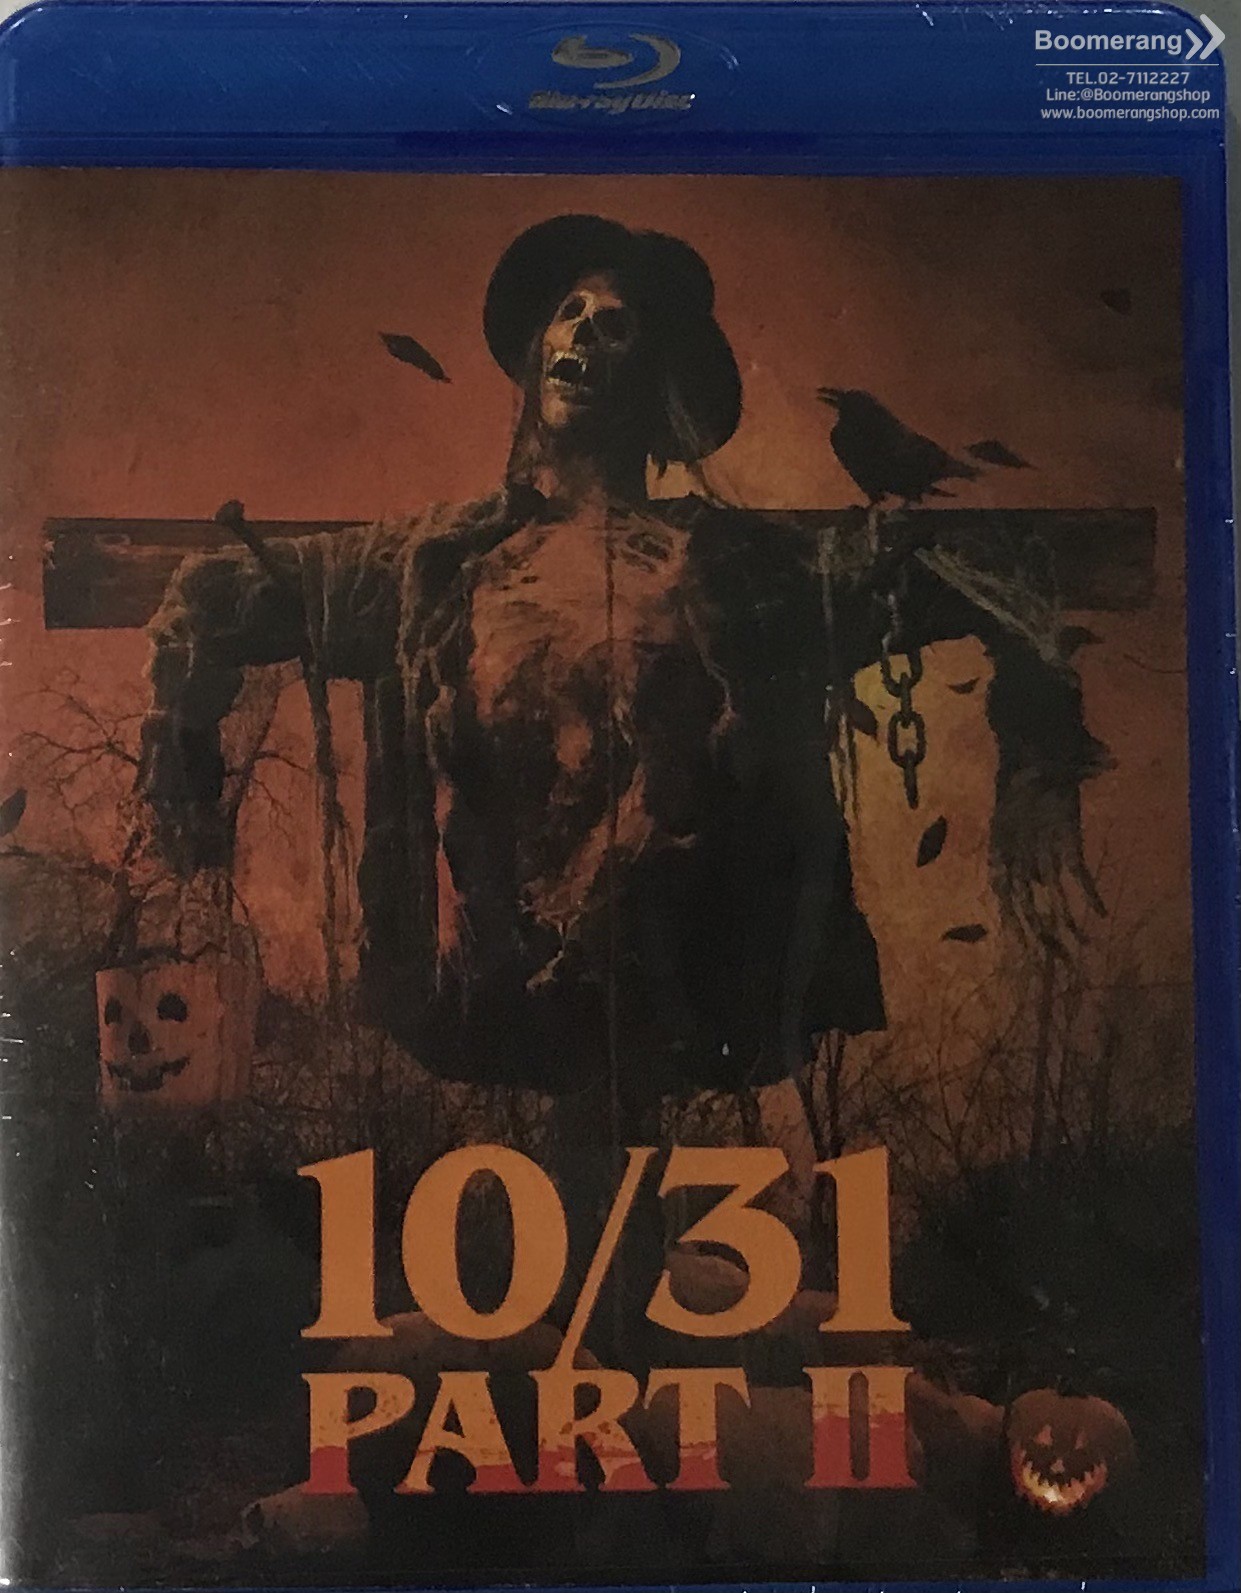 Boomerang
TEL.02-7112227
Line:@Boomerangshop
www.boomerangshop.com
Blu-ray Disc
10/31
PART II